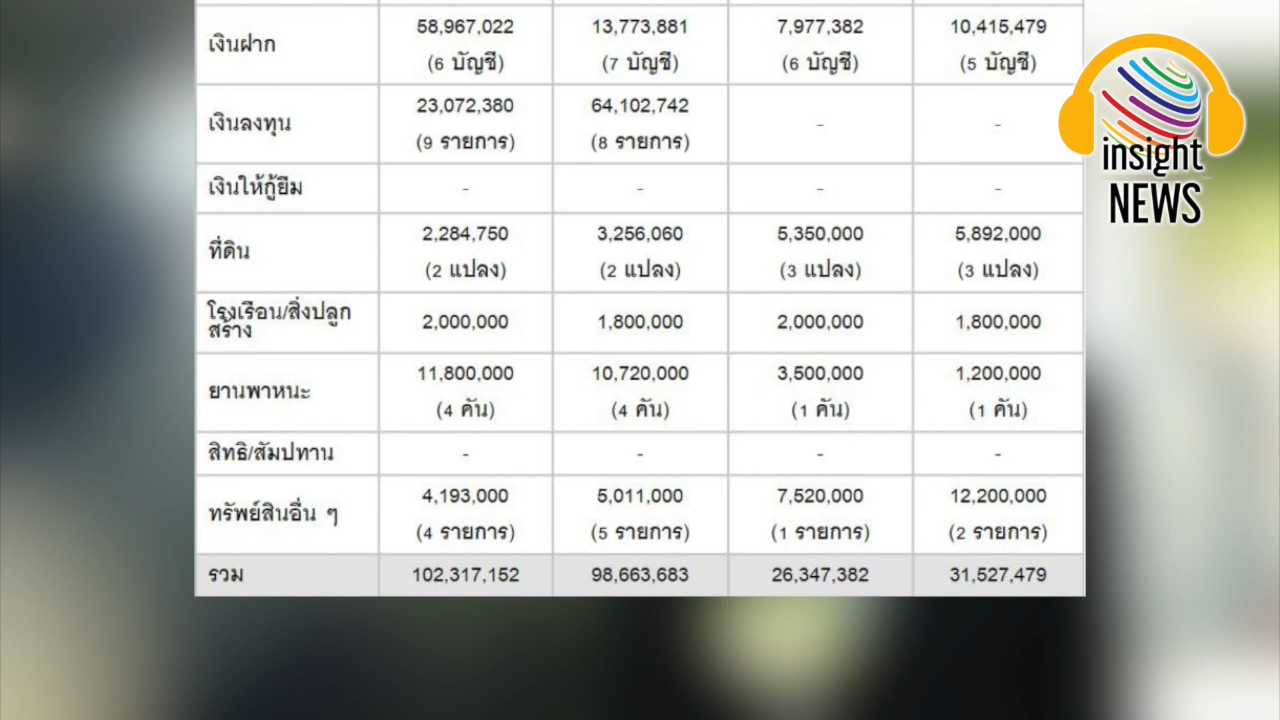 เงินฝาก 58,967,022 13,773,881 7,977,382 10,415,479
(6 บัญชี) (7 บัญชี) (6 บัญชี) (5 บัญชี)
เงินลงทุน 23,072,380 64,102,742 - -
(9 รายการ) (8 รายการ)
เงินให้กู้ยืม - - - -
ที่ดิน 2,284,750 3,256,060 5,350,000 5,892,000
(2 แปลง) (2 แปลง) (3 แปลง) (3 แปลง)
โรงเรือน/สิ่งปลูก
สร้าง 2,000,000 1,800,000 2,000,000 1,800,000
ยานพาหนะ 11,800,000 10,720,000 3,500,000 1,200,000
(4 คัน) (4 คัน) (1 คัน) (1 คัน)
สิทธิ/สัมปทาน - - - -
ทรัพย์สินอื่น ๆ 4,193,000 5,011,000 7,520,000 12,200,000
(4 รายการ) (5 รายการ) (1 รายการ) (2 รายการ)
รวม 102,317,152 98,663,683 26,347,382 31,527,479
insight
NEWS